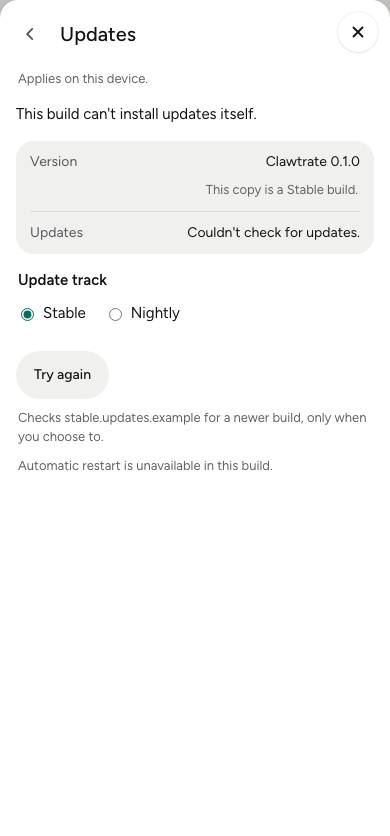 Updates
Applies on this device.
This build can't install updates itself.
Version
Clawtrate 0.1.0
This copy is a Stable build.
Updates
Couldn't check for updates.
Update track
Stable
Nightly
Try again
Checks stable.updates.example for a newer build, only when
you choose to.
Automatic restart is unavailable in this build.